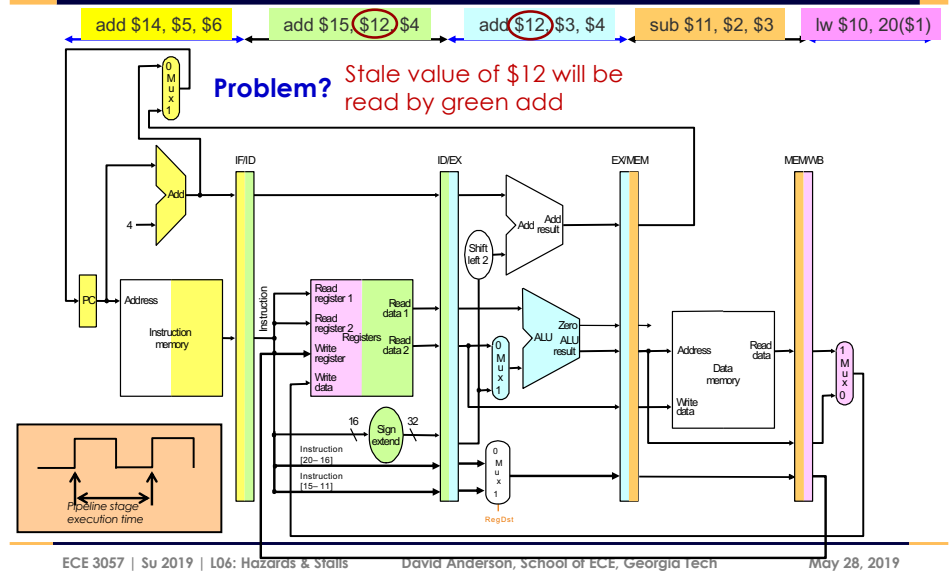 add $14, $5, $6
add $15, $12, $4
add $12, $3, $4
sub $11, $2, $3
lw $10, 20($1)
Problem?
Stale value of $12 will be
read by green add
0
M
u
x
1
IF/ID
ID/EX
EX/MEM
MEM/WB
Add
4
PC
Address
Instruction
memory
Instruction
Read
register 1
Read
register 2
Registers
Write
register
Write
data
Read
data 1
Read
data 2
16
Sign
extend
32
Instruction
[20–16]
Instruction
[15–11]
Shift
left 2
Add
Add
result
0
M
u
x
1
ALU
Zero
ALU
result
0
M
u
x
1
RegDst
Address
Read
data
Data
memory
Write
data
1
M
u
x
0
Pipeline stage
execution time
ECE 3057 | Su 2019 | L06: Hazards & Stalls
David Anderson, School of ECE, Georgia Tech
May 28, 2019